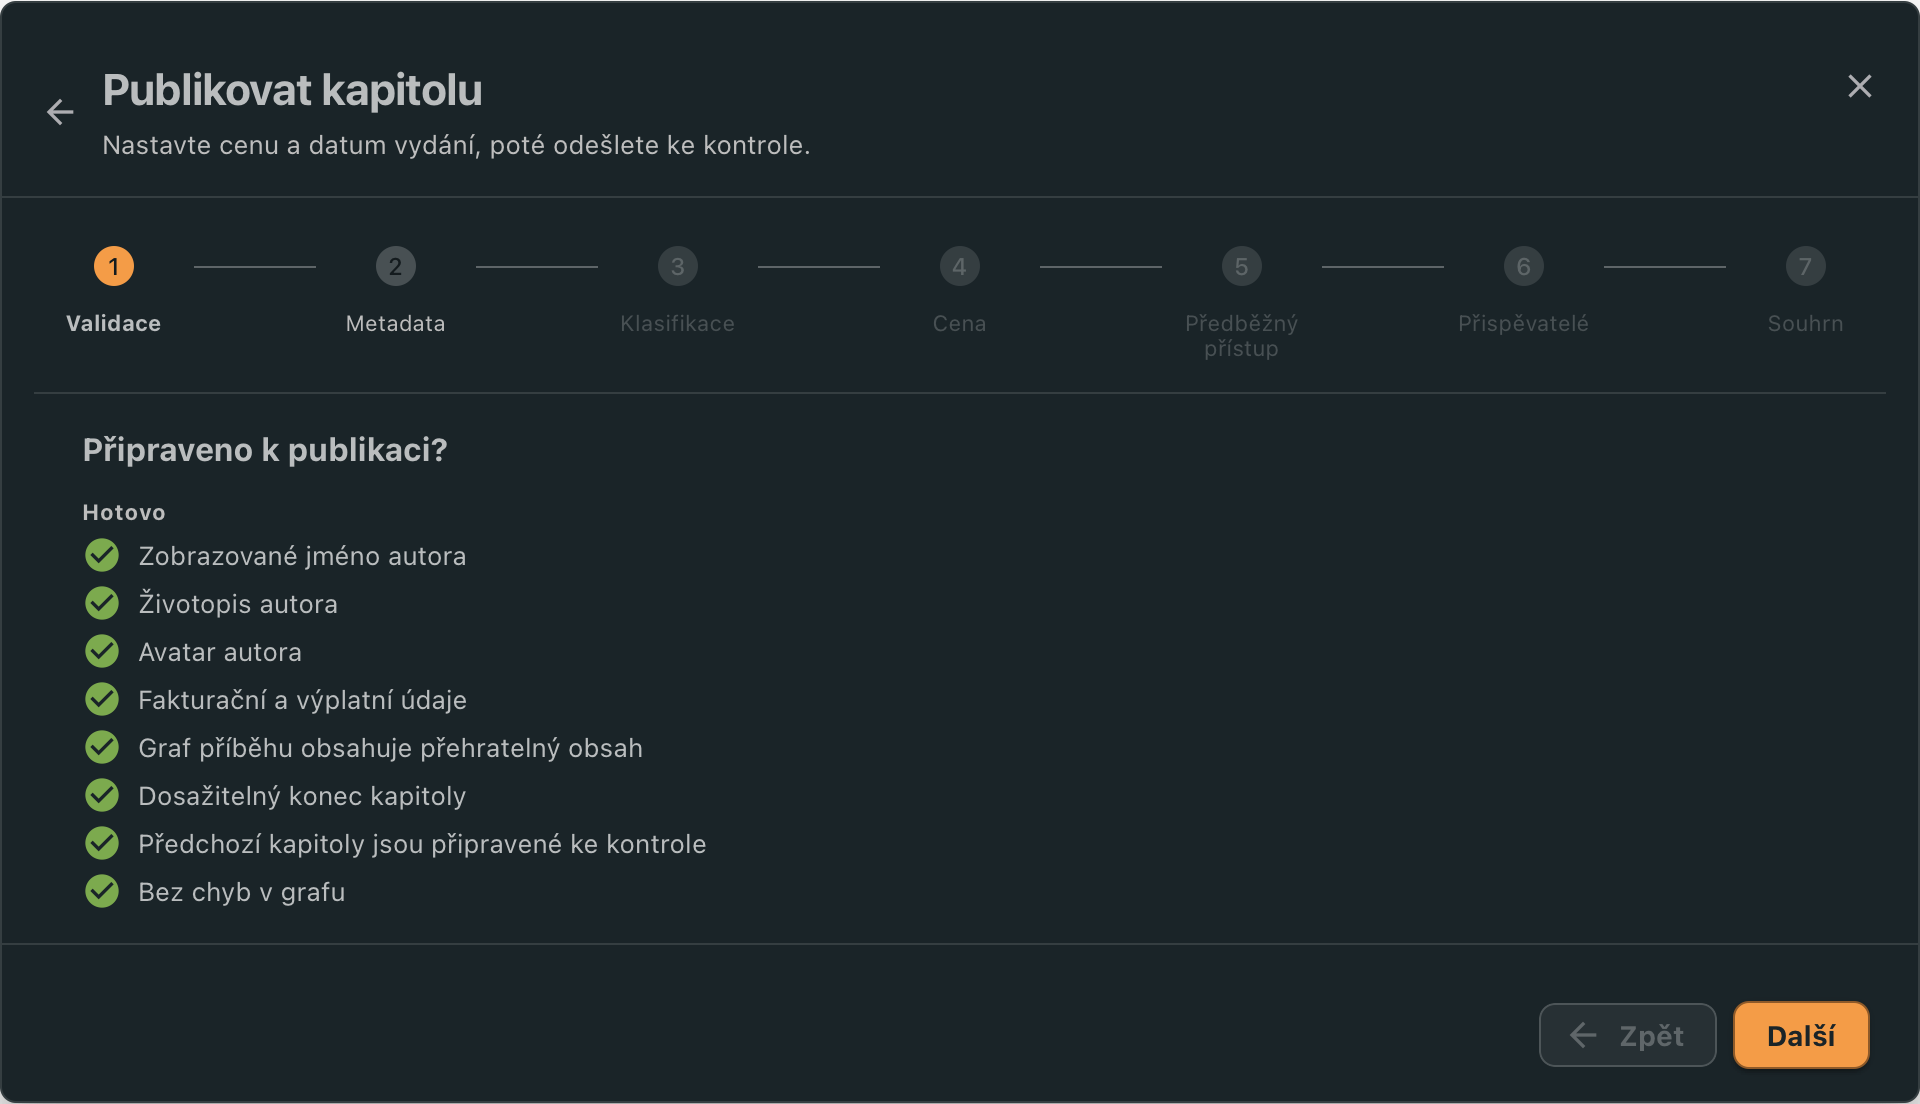 Publikovat kapitolu
Nastavte cenu a datum vydání, poté odešlete ke kontrole.
1
2
3
4
5
6
7
Validace
Metadata
Klasifikace
Cena
Předběžný
přístup
Přispěvatelé
Souhrn
Připraveno k publikaci?
Hotovo
Zobrazované jméno autora
Životopis autora
Avatar autora
Fakturační a výplatní údaje
Graf příběhu obsahuje přehratelný obsah
Dosažitelný konec kapitoly
Předchozí kapitoly jsou připravené ke kontrole
Bez chyb v grafu
Zpět
Další